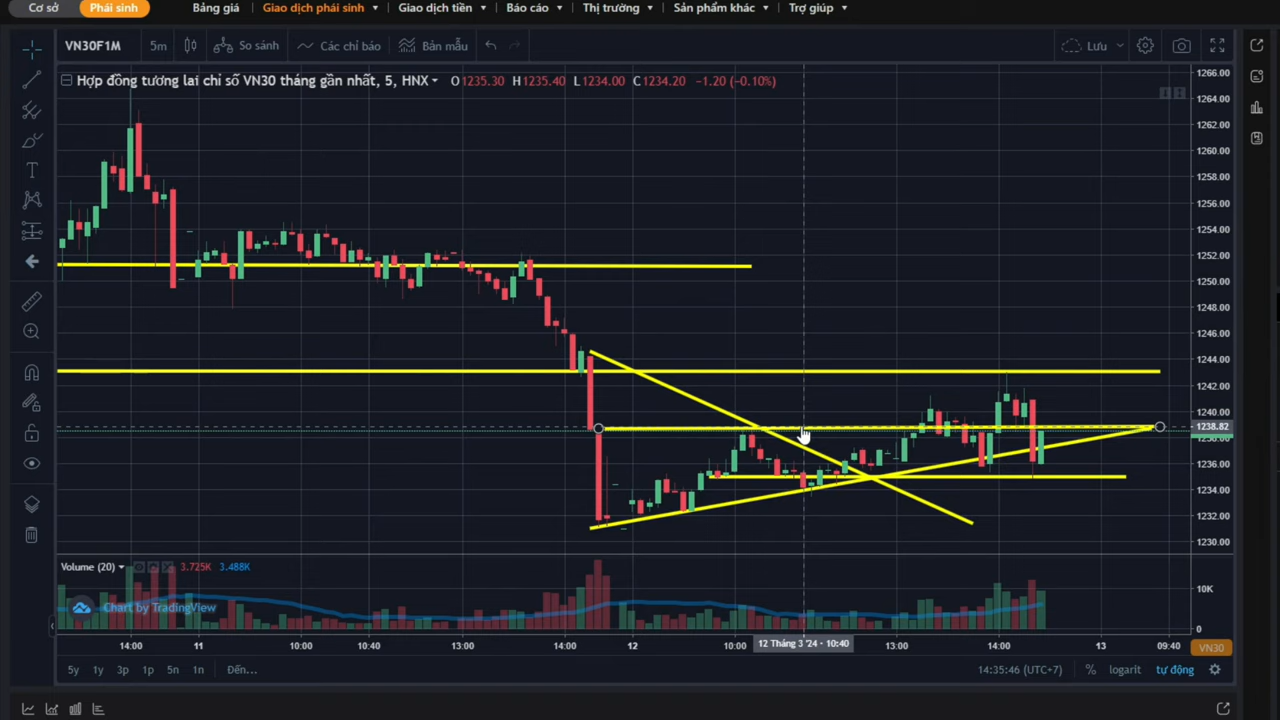 Cơ sở Phái sinh Bảng giá Giao dịch phái sinh Giao dịch tiền Báo cáo Thị trường Sản phẩm khác Trợ giúp
VN30F1M 5m So sánh Các chỉ báo Bản mẫu Lưu
Hợp đồng tương lai chỉ số VN30 tháng gần nhất, 5, HNX O1235.30 H1235.40 L1234.00 C1234.20 −1.20 (−0.10%)
1266.00
1264.00
1262.00
1260.00
1258.00
1256.00
1254.00
1252.00
1250.00
1248.00
1246.00
1244.00
1242.00
1240.00
1238.82
1236.00
1234.00
1232.00
1230.00
Volume (20) 3.725K 3.488K
10K
Chart by TradingView
0
14:00 11 10:00 10:40 13:00 14:00 12 10:00 12 Tháng 3 '24 - 10:40 13:00 14:00 13 09:40 VN30
5y 1y 3p 1p 5n 1n Đến... 14:35:46 (UTC+7) % logarit tự động